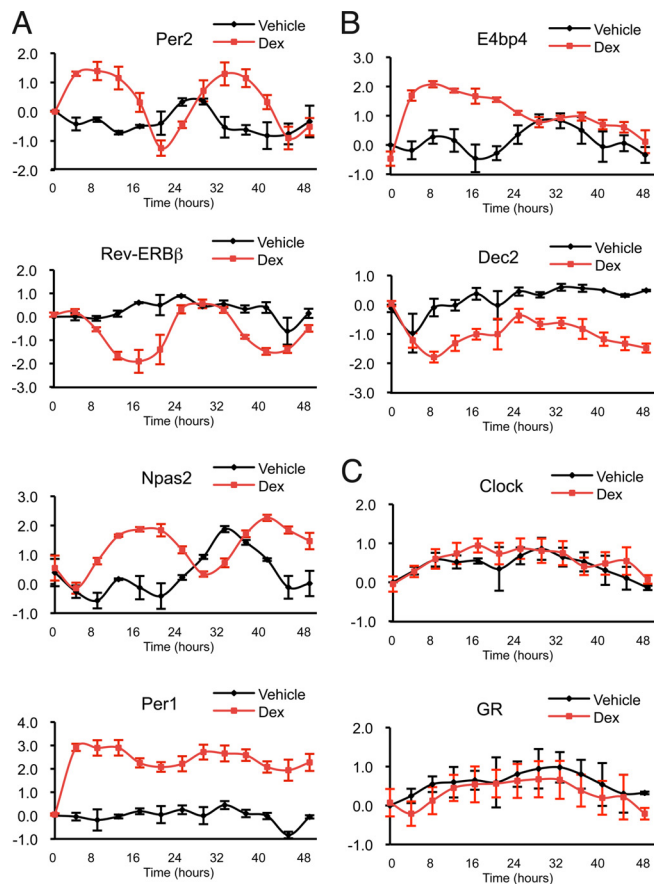 A
Per2
Vehicle
Dex
2.0
1.0
0.0
-1.0
-2.0
0 8 16 24 32 40 48
Time (hours)
Rev-ERBβ
Vehicle
Dex
2.0
1.0
0.0
-1.0
-2.0
-3.0
0 8 16 24 32 40 48
Time (hours)
Npas2
Vehicle
Dex
3.0
2.0
1.0
0.0
-1.0
0 8 16 24 32 40 48
Time (hours)
Per1
Vehicle
Dex
4.0
3.0
2.0
1.0
0.0
-1.0
0 8 16 24 32 40 48
Time (hours)
B
E4bp4
Vehicle
Dex
3.0
2.0
1.0
0.0
-1.0
0 8 16 24 32 40 48
Time (hours)
Dec2
Vehicle
Dex
1.0
0.0
-1.0
-2.0
-3.0
0 8 16 24 32 40 48
Time (hours)
C
Clock
Vehicle
Dex
2.0
1.0
0.0
-1.0
0 8 16 24 32 40 48
Time (hours)
GR
Vehicle
Dex
2.0
1.0
0.0
-1.0
0 8 16 24 32 40 48
Time (hours)